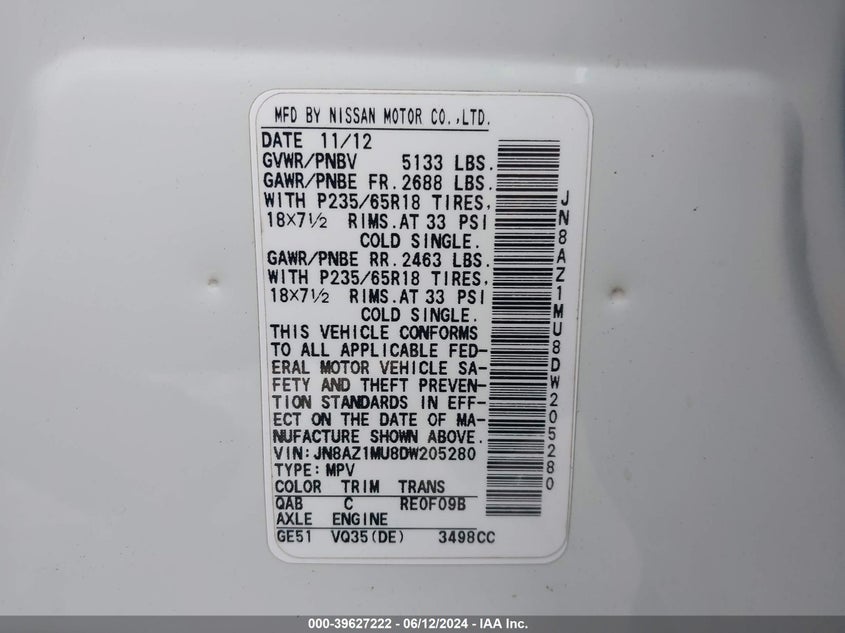 MFD BY NISSAN MOTOR CO.,LTD.
DATE 11/12
GVWR/PNBV 5133 LBS.
GAWR/PNBE FR. 2688 LBS.
WITH P235/65R18 TIRES,
18×7½ RIMS.AT 33 PSI
COLD SINGLE.
GAWR/PNBE RR. 2463 LBS.
WITH P235/65R18 TIRES,
18×7½ RIMS.AT 33 PSI
COLD SINGLE.
THIS VEHICLE CONFORMS
TO ALL APPLICABLE FED-
ERAL MOTOR VEHICLE SA-
FETY AND THEFT PREVEN-
TION STANDARDS IN EFF-
ECT ON THE DATE OF MA-
NUFACTURE SHOWN ABOVE.
VIN:JN8AZ1MU8DW205280
TYPE:MPV
COLOR TRIM TRANS
QAB C RE0F09B
AXLE ENGINE
GE51 VQ35(DE) 3498CC
JN8AZ1MU8DW205280
000-39627222 - 06/12/2024 - IAA Inc.